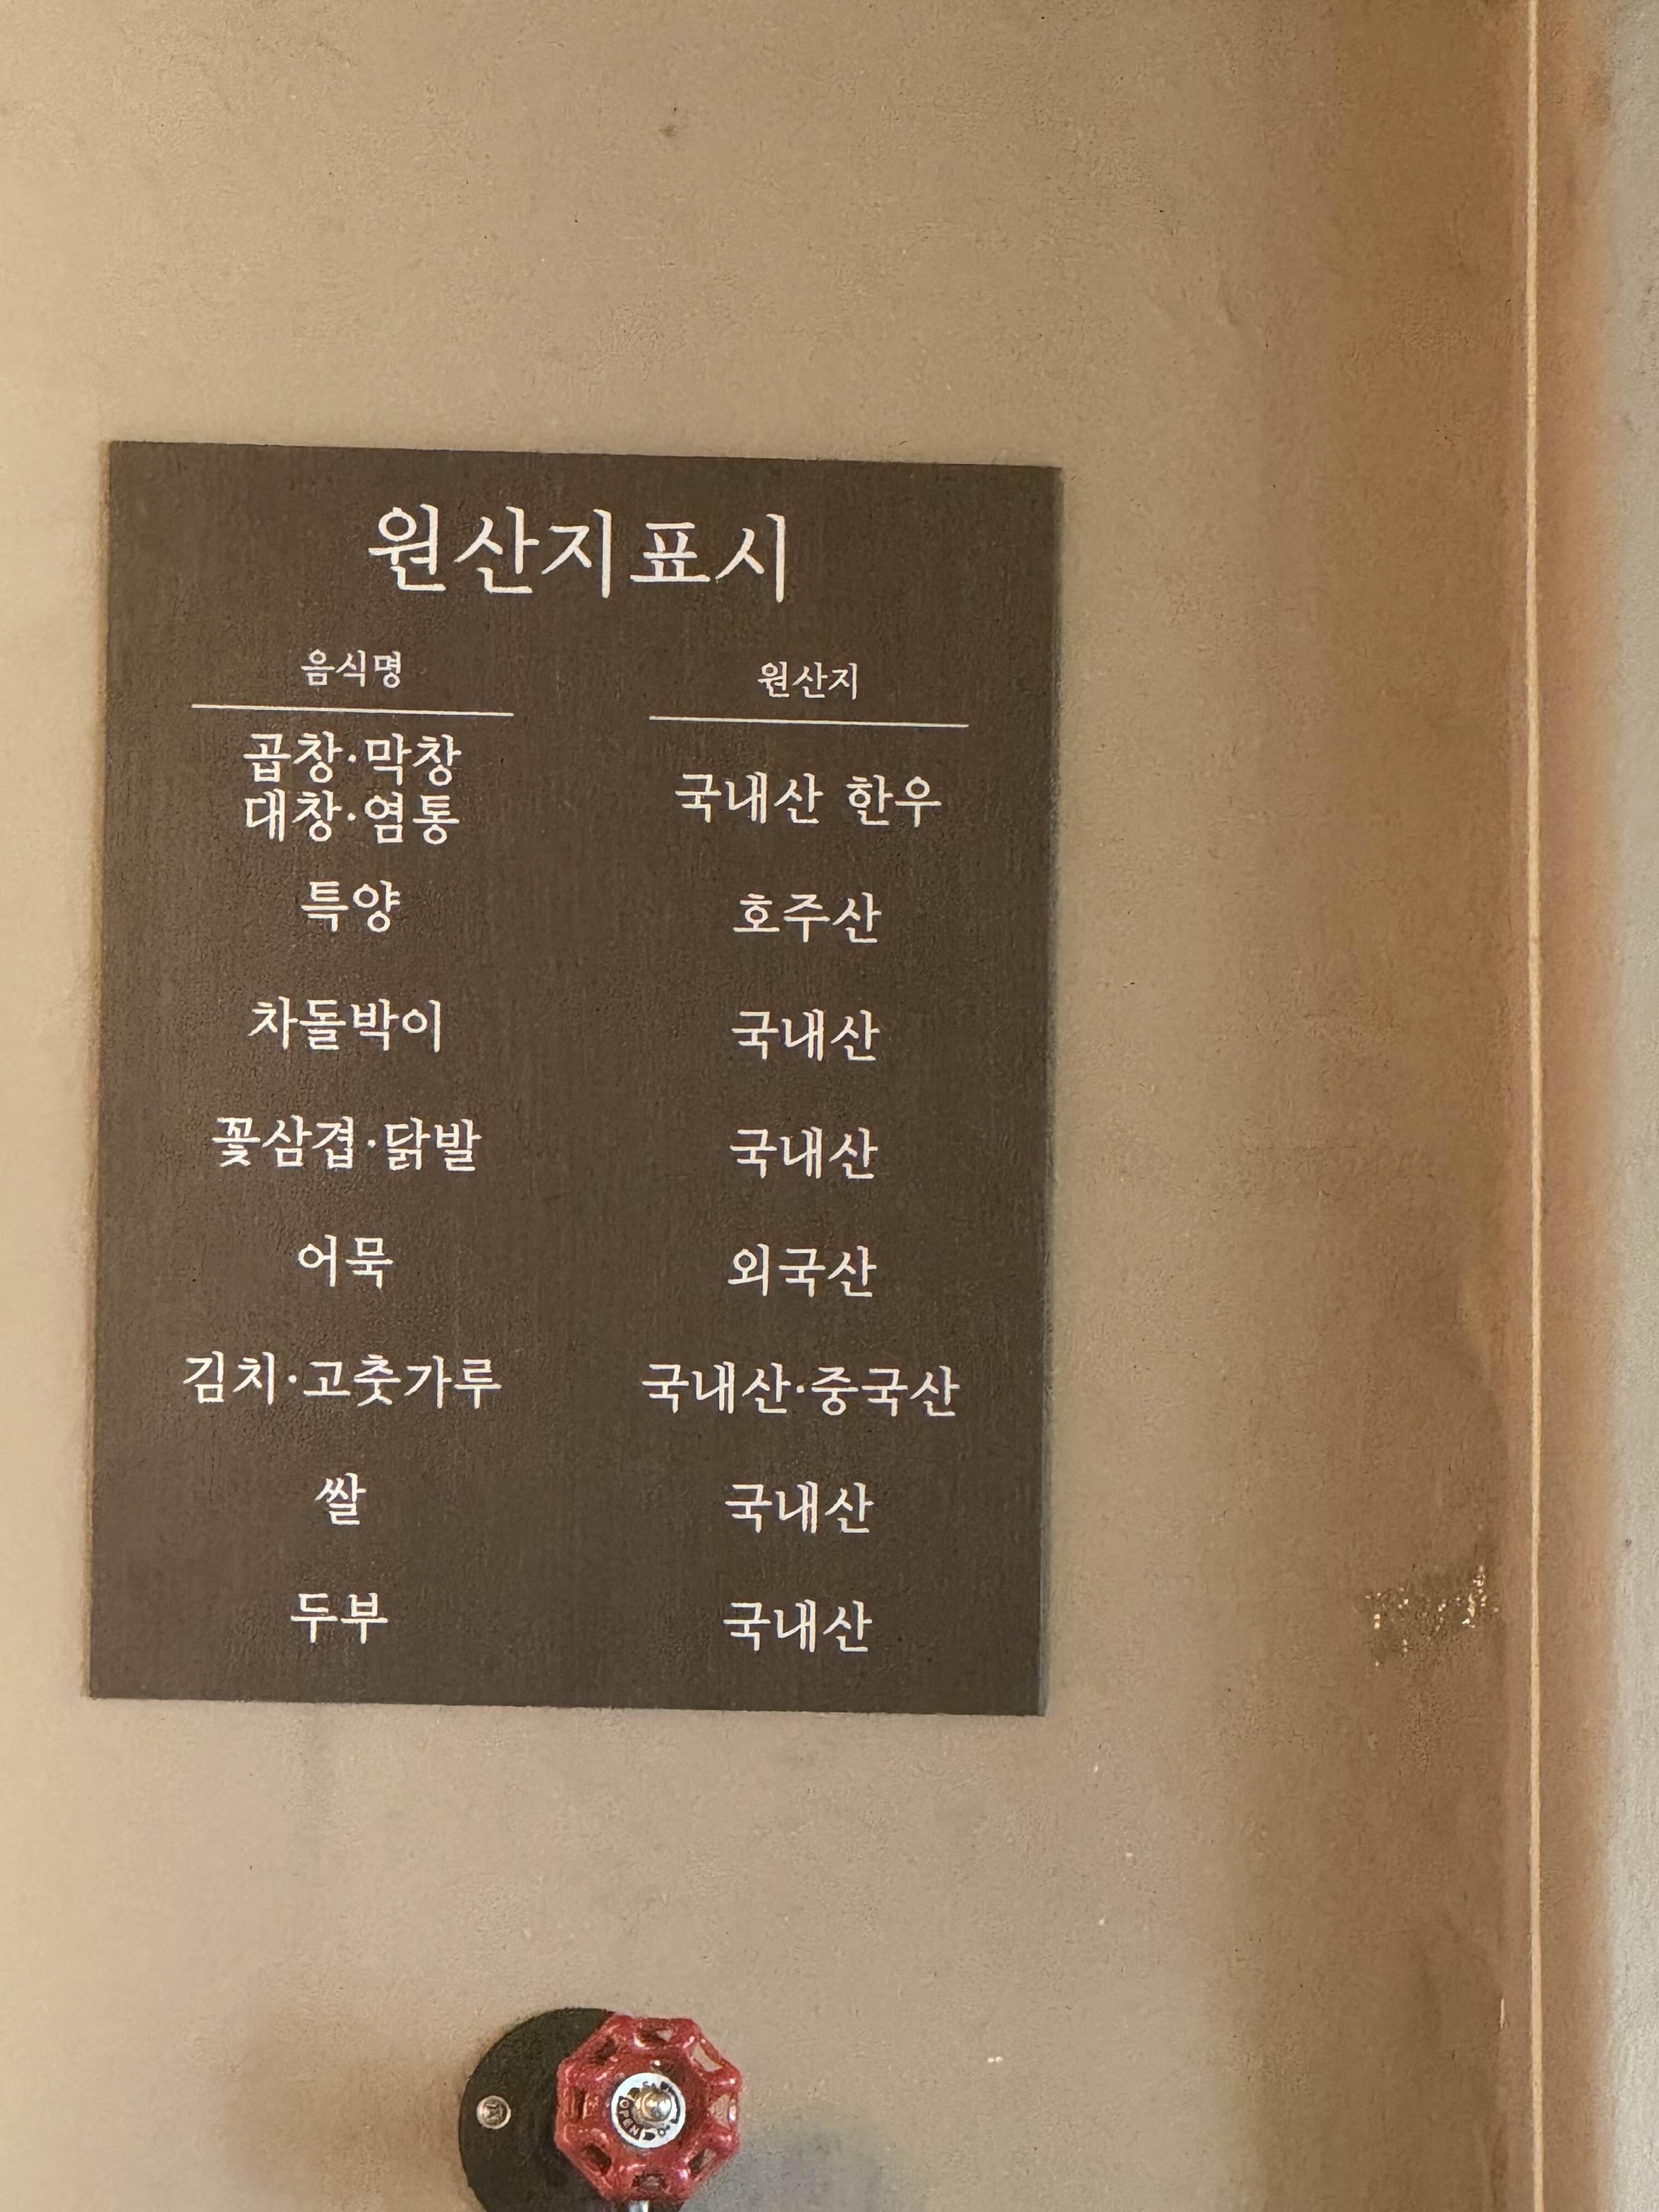 원산지표시
음식명 원산지
곱창·막창
대창·염통
국내산 한우
특양 호주산
차돌박이 국내산
꽃삼겹·닭발 국내산
어묵 외국산
김치·고춧가루 국내산·중국산
쌀 국내산
두부 국내산
OPEN